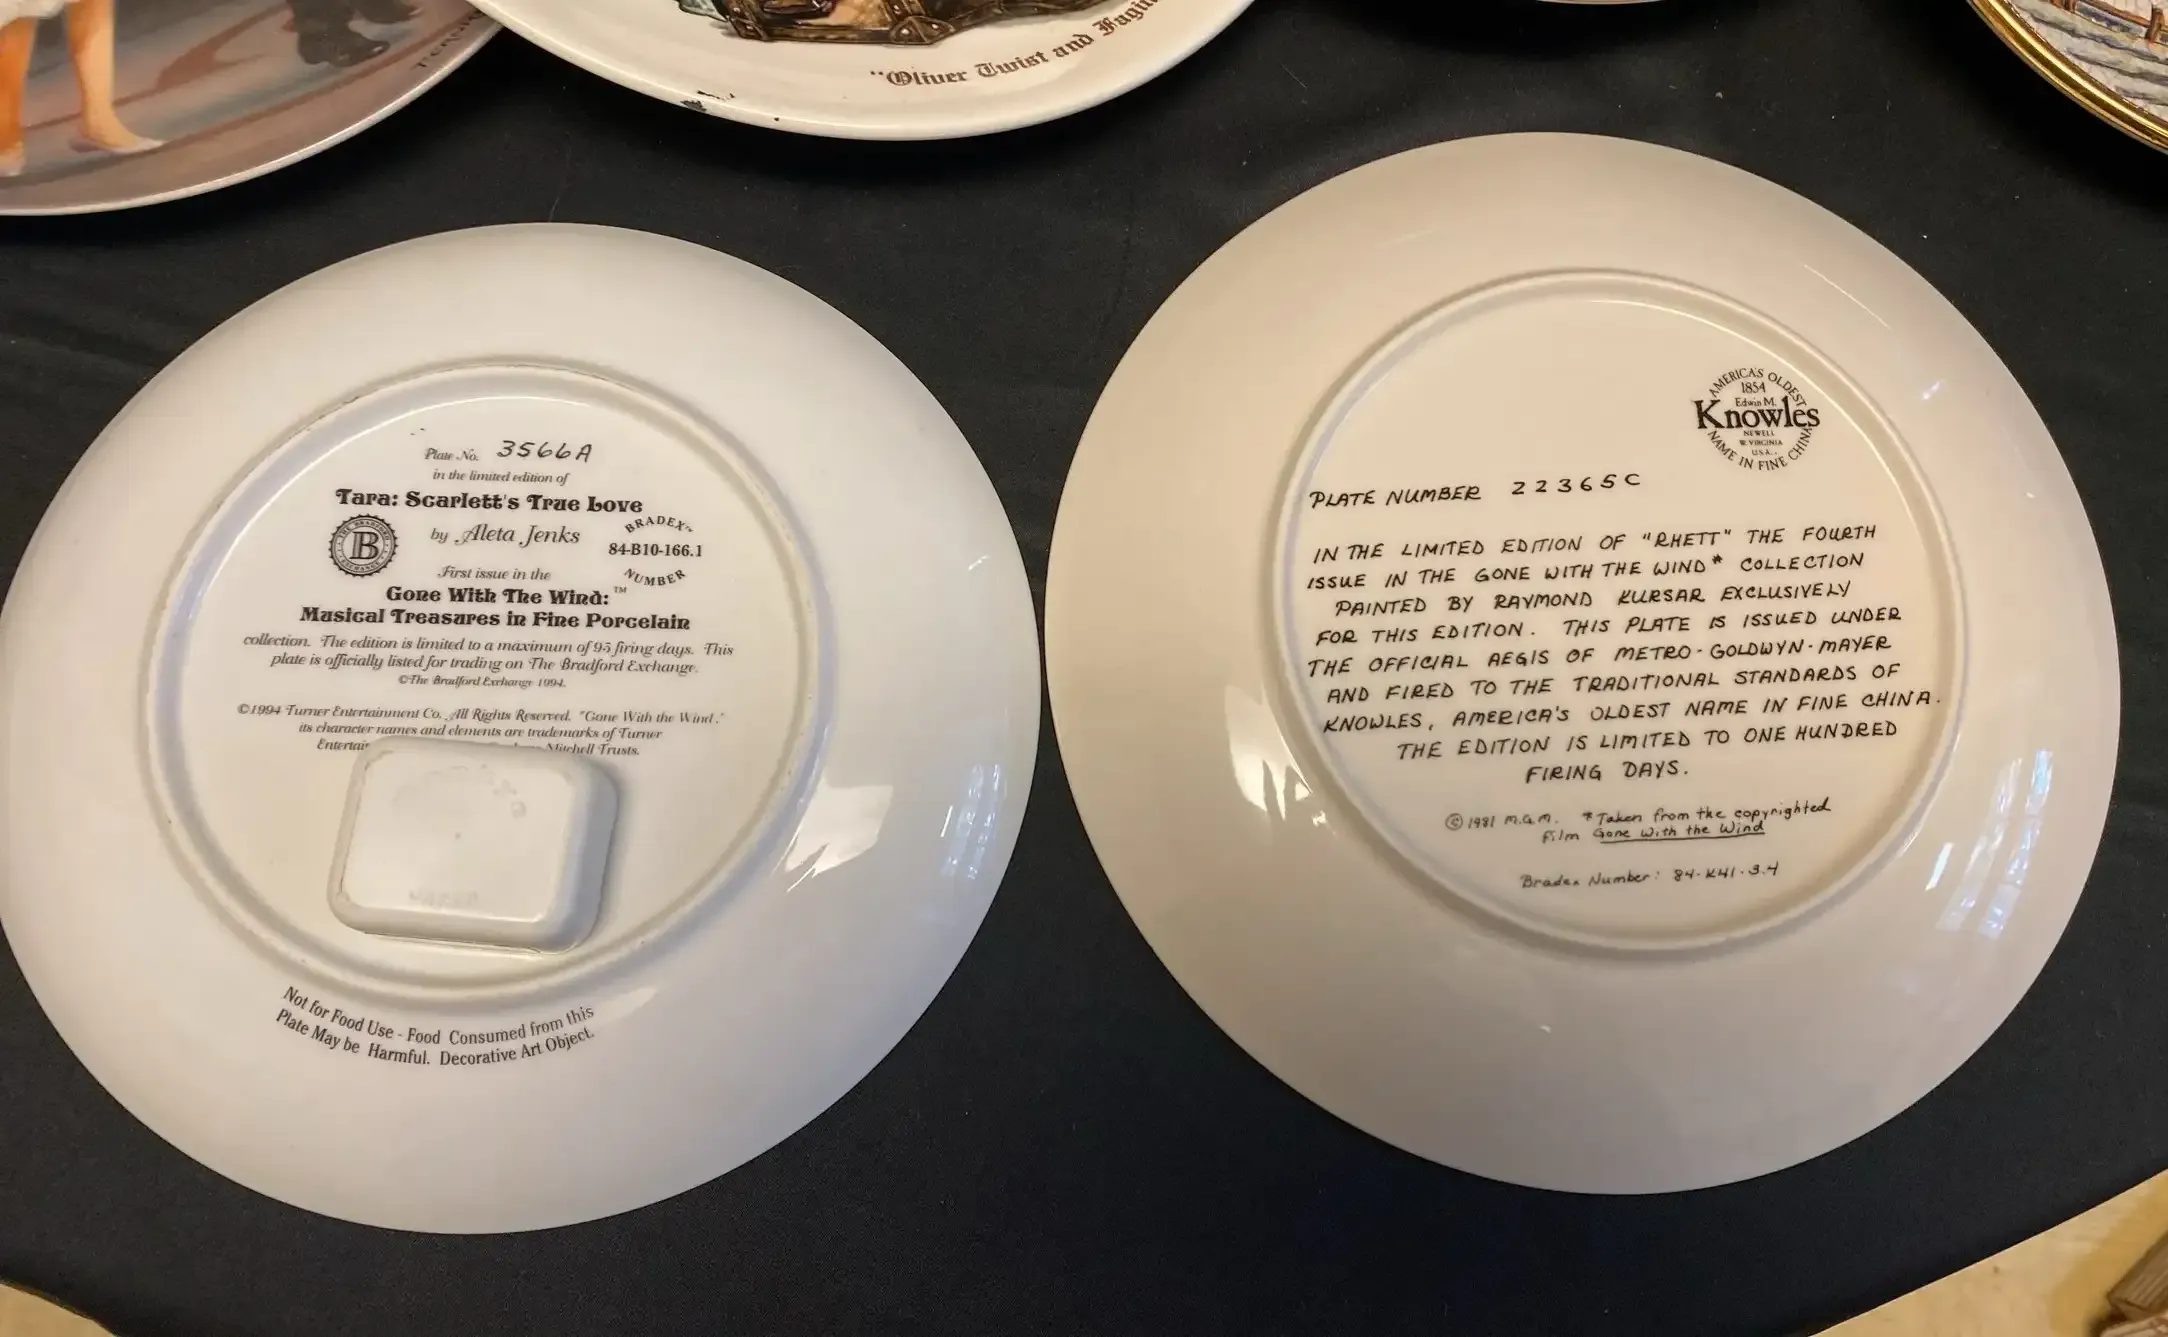 "Oliver Twist and Fagin
Plate No. 3566A
in the limited edition of
Tara: Scarlett's True Love
by Aleta Jenks
THE BRADFORD EXCHANGE
B
BRADEX™
84-B10-166.1
NUMBER
First issue in the
Gone With The Wind:™
Musical Treasures in Fine Porcelain
collection. The edition is limited to a maximum of 95 firing days. This
plate is officially listed for trading on The Bradford Exchange.
©The Bradford Exchange 1994.
©1994 Turner Entertainment Co. All Rights Reserved. "Gone With the Wind,"
its character names and elements are trademarks of Turner
Mitchell Trusts.
Not for Food Use - Food Consumed from this
Plate May be Harmful. Decorative Art Object.
AMERICA'S OLDEST
1854
Edwin M.
Knowles
NEWELL
W. VIRGINIA
U.S.A.
NAME IN FINE CHINA
PLATE NUMBER 22365C
IN THE LIMITED EDITION OF "RHETT" THE FOURTH
ISSUE IN THE GONE WITH THE WIND* COLLECTION
PAINTED BY RAYMOND KURSAR EXCLUSIVELY
FOR THIS EDITION. THIS PLATE IS ISSUED UNDER
THE OFFICIAL AEGIS OF METRO-GOLDWYN-MAYER
AND FIRED TO THE TRADITIONAL STANDARDS OF
KNOWLES, AMERICA'S OLDEST NAME IN FINE CHINA.
THE EDITION IS LIMITED TO ONE HUNDRED
FIRING DAYS.
©1981 M.G.M. *Taken from the copyrighted
film Gone with the Wind
Bradex Number: 84-K41-3.4